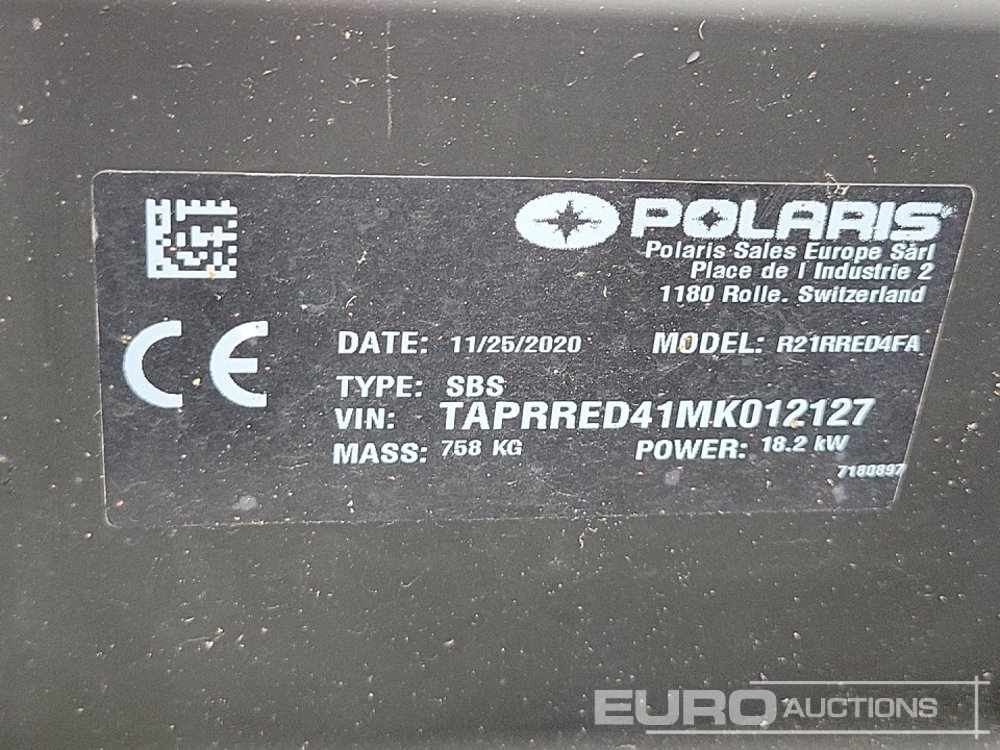 POLARIS
Polaris Sales Europe Sàrl
Place de l Industrie 2
1180 Rolle. Switzerland
CE
DATE: 11/25/2020 MODEL: R21RRED4FA
TYPE: SBS
VIN: TAPRRED41MK012127
MASS: 758 KG POWER: 18.2 kW
7180897
EURO AUCTIONS